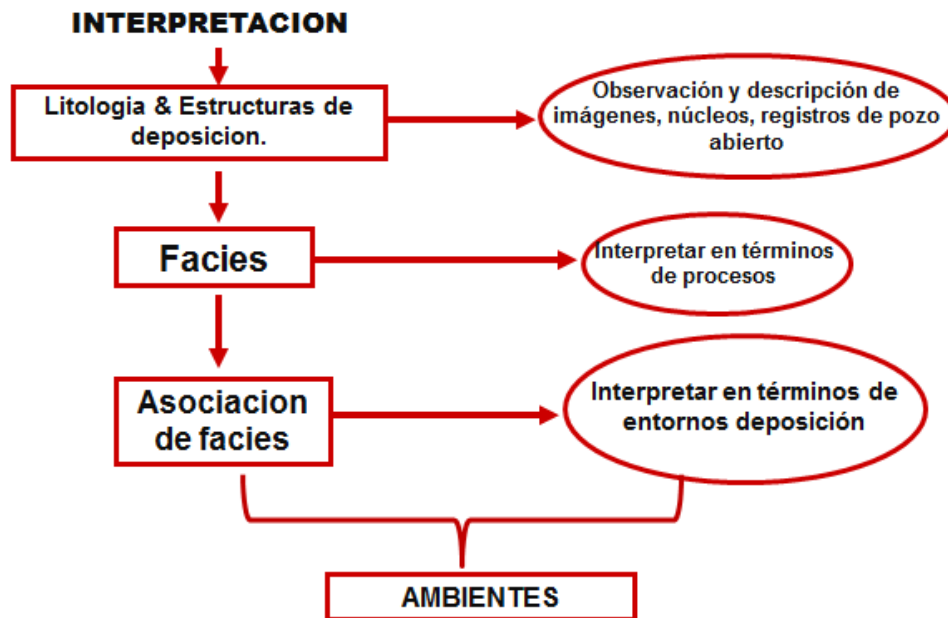 INTERPRETACION
Litologia & Estructuras de
deposicion.
Observación y descripción de
imágenes, núcleos, registros de pozo
abierto
Facies
Interpretar en términos
de procesos
Asociacion
de facies
Interpretar en términos de
entornos deposición
AMBIENTES